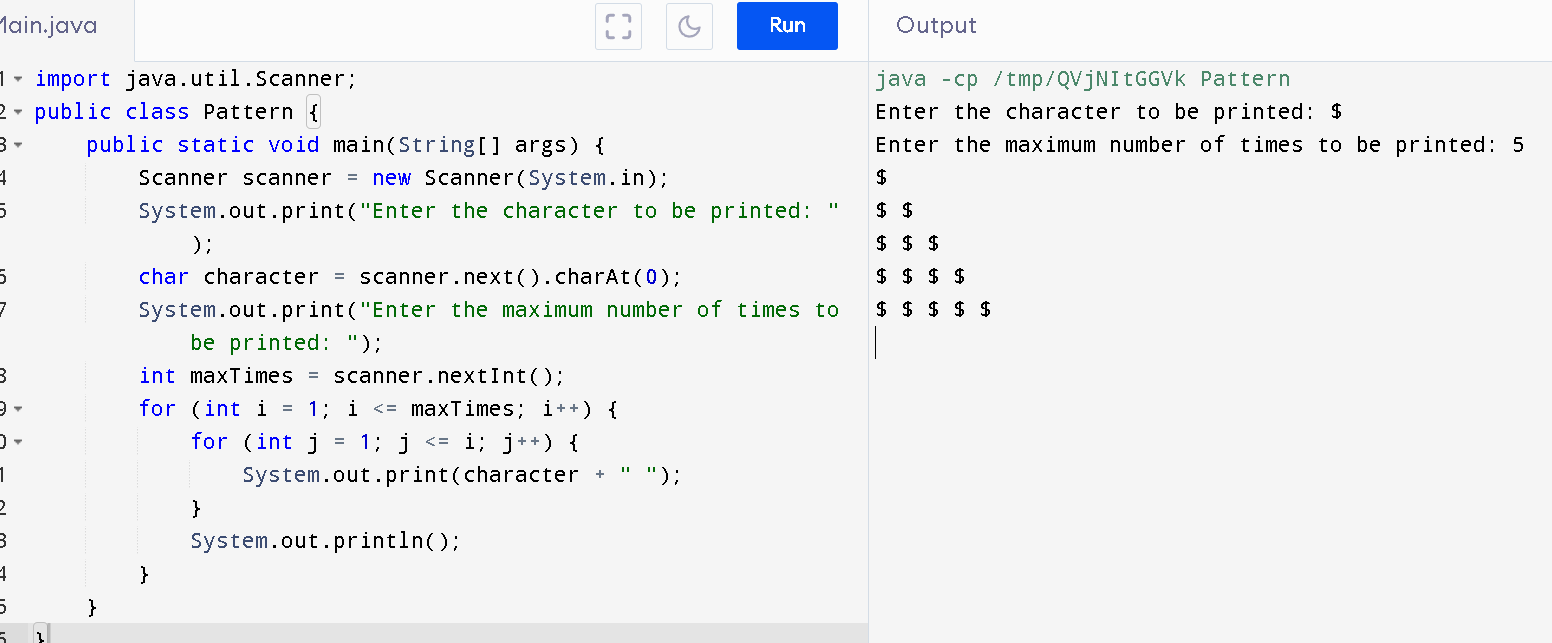 Main.java
Run
Output
1 import java.util.Scanner;
2 public class Pattern {
3 public static void main(String[] args) {
4 Scanner scanner = new Scanner(System.in);
5 System.out.print("Enter the character to be printed: "
);
6 char character = scanner.next().charAt(0);
7 System.out.print("Enter the maximum number of times to
be printed: ");
8 int maxTimes = scanner.nextInt();
9 for (int i = 1; i <= maxTimes; i++) {
0 for (int j = 1; j <= i; j++) {
1 System.out.print(character + " ");
2 }
3 System.out.println();
4 }
5 }
6 }
java -cp /tmp/QVjNItGGVk Pattern
Enter the character to be printed: $
Enter the maximum number of times to be printed: 5
$
$ $
$ $ $
$ $ $ $
$ $ $ $ $